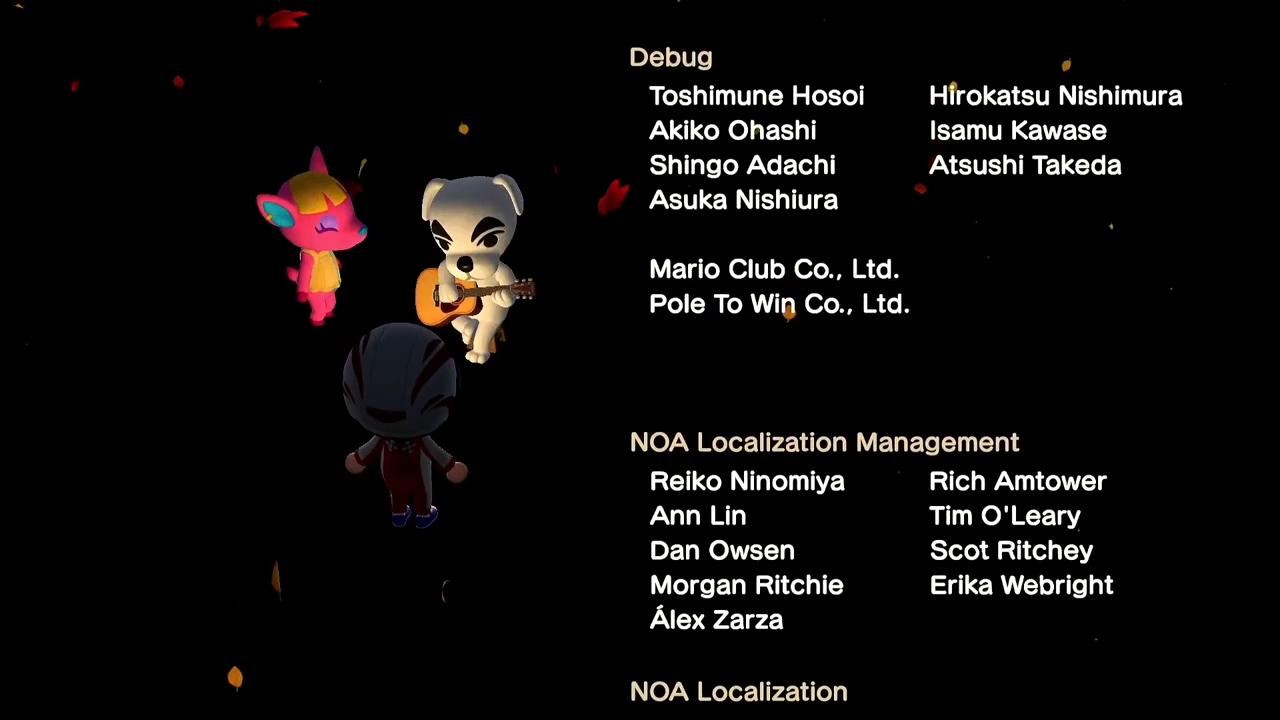 Debug
Toshimune Hosoi Hirokatsu Nishimura
Akiko Ohashi Isamu Kawase
Shingo Adachi Atsushi Takeda
Asuka Nishiura
Mario Club Co., Ltd.
Pole To Win Co., Ltd.
NOA Localization Management
Reiko Ninomiya Rich Amtower
Ann Lin Tim O'Leary
Dan Owsen Scot Ritchey
Morgan Ritchie Erika Webright
Álex Zarza
NOA Localization